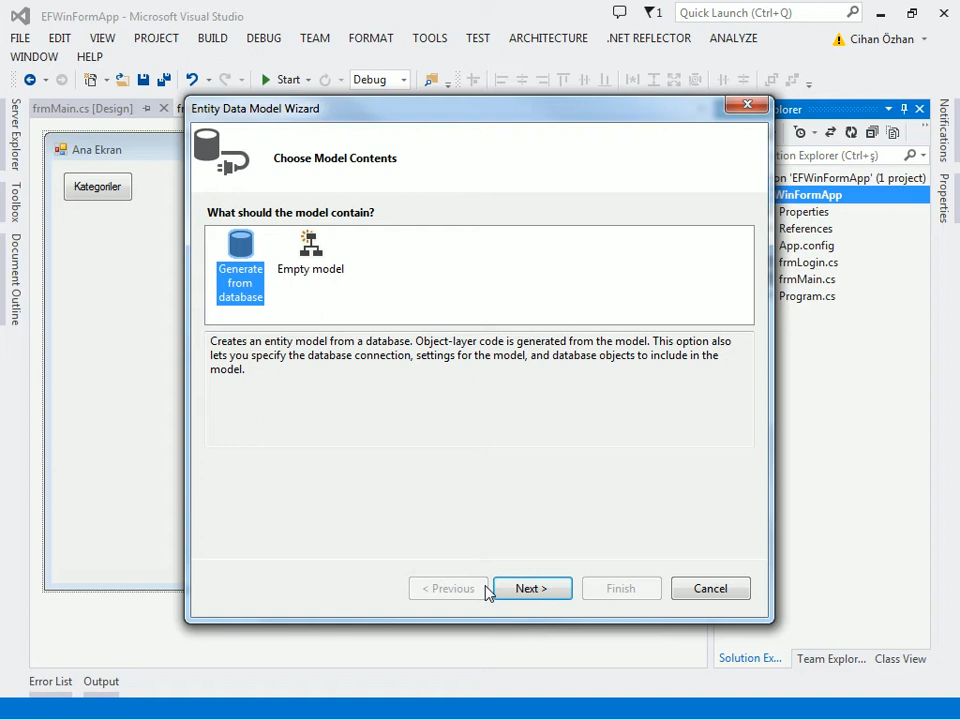 EFWinFormApp - Microsoft Visual Studio
1
Quick Launch (Ctrl+Q)
FILE EDIT VIEW PROJECT BUILD DEBUG TEAM FORMAT TOOLS TEST ARCHITECTURE .NET REFLECTOR ANALYZE
Cihan Özhan
WINDOW HELP
Start
Debug
frmMain.cs [Design]
Entity Data Model Wizard
Ana Ekran
Kategoriler
Server Explorer
Toolbox
Document Outline
Choose Model Contents
What should the model contain?
Generate
from
database
Empty model
Creates an entity model from a database. Object-layer code is generated from the model. This option also
lets you specify the database connection, settings for the model, and database objects to include in the
model.
< Previous
Next >
Finish
Cancel
plorer
tion Explorer (Ctrl+ş)
on 'EFWinFormApp' (1 project)
WinFormApp
Properties
References
App.config
frmLogin.cs
frmMain.cs
Program.cs
Notifications
Properties
Solution Ex...
Team Explor...
Class View
Error List
Output